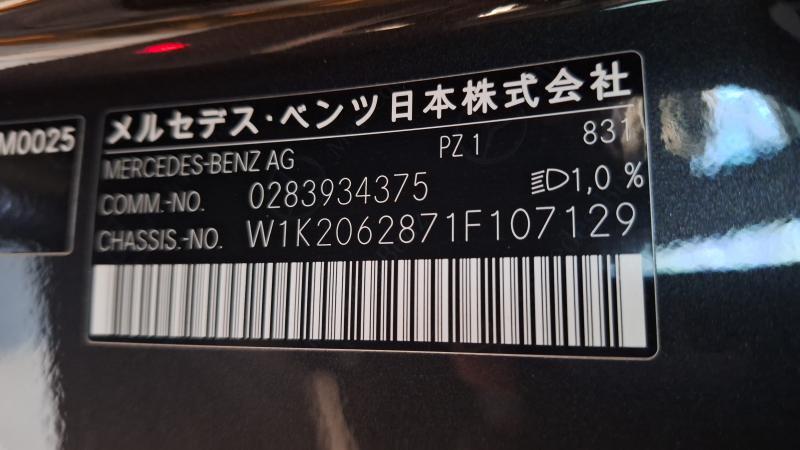 M0025
メルセデス・ベンツ日本株式会社
MERCEDES-BENZ AG PZ 1 831
COMM.-NO. 0283934375 1,0 %
CHASSIS.-NO. W1K2062871F107129